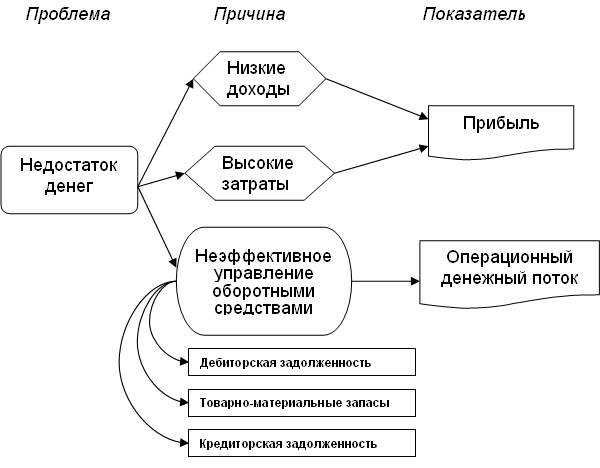 Проблема
Причина
Показатель
Низкие
доходы
Прибыль
Недостаток
денег
Высокие
затраты
Неэффективное
управление
оборотными
средствами
Операционный
денежный поток
Дебиторская задолженность
Товарно-материальные запасы
Кредиторская задолженность